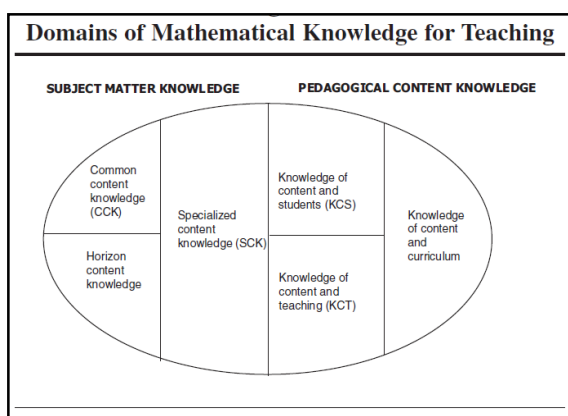 Domains of Mathematical Knowledge for Teaching
SUBJECT MATTER KNOWLEDGE
PEDAGOGICAL CONTENT KNOWLEDGE
Common
content
knowledge
(CCK)
Horizon
content
knowledge
Specialized
content
knowledge (SCK)
Knowledge of
content and
students (KCS)
Knowledge of
content and
teaching (KCT)
Knowledge
of content
and
curriculum